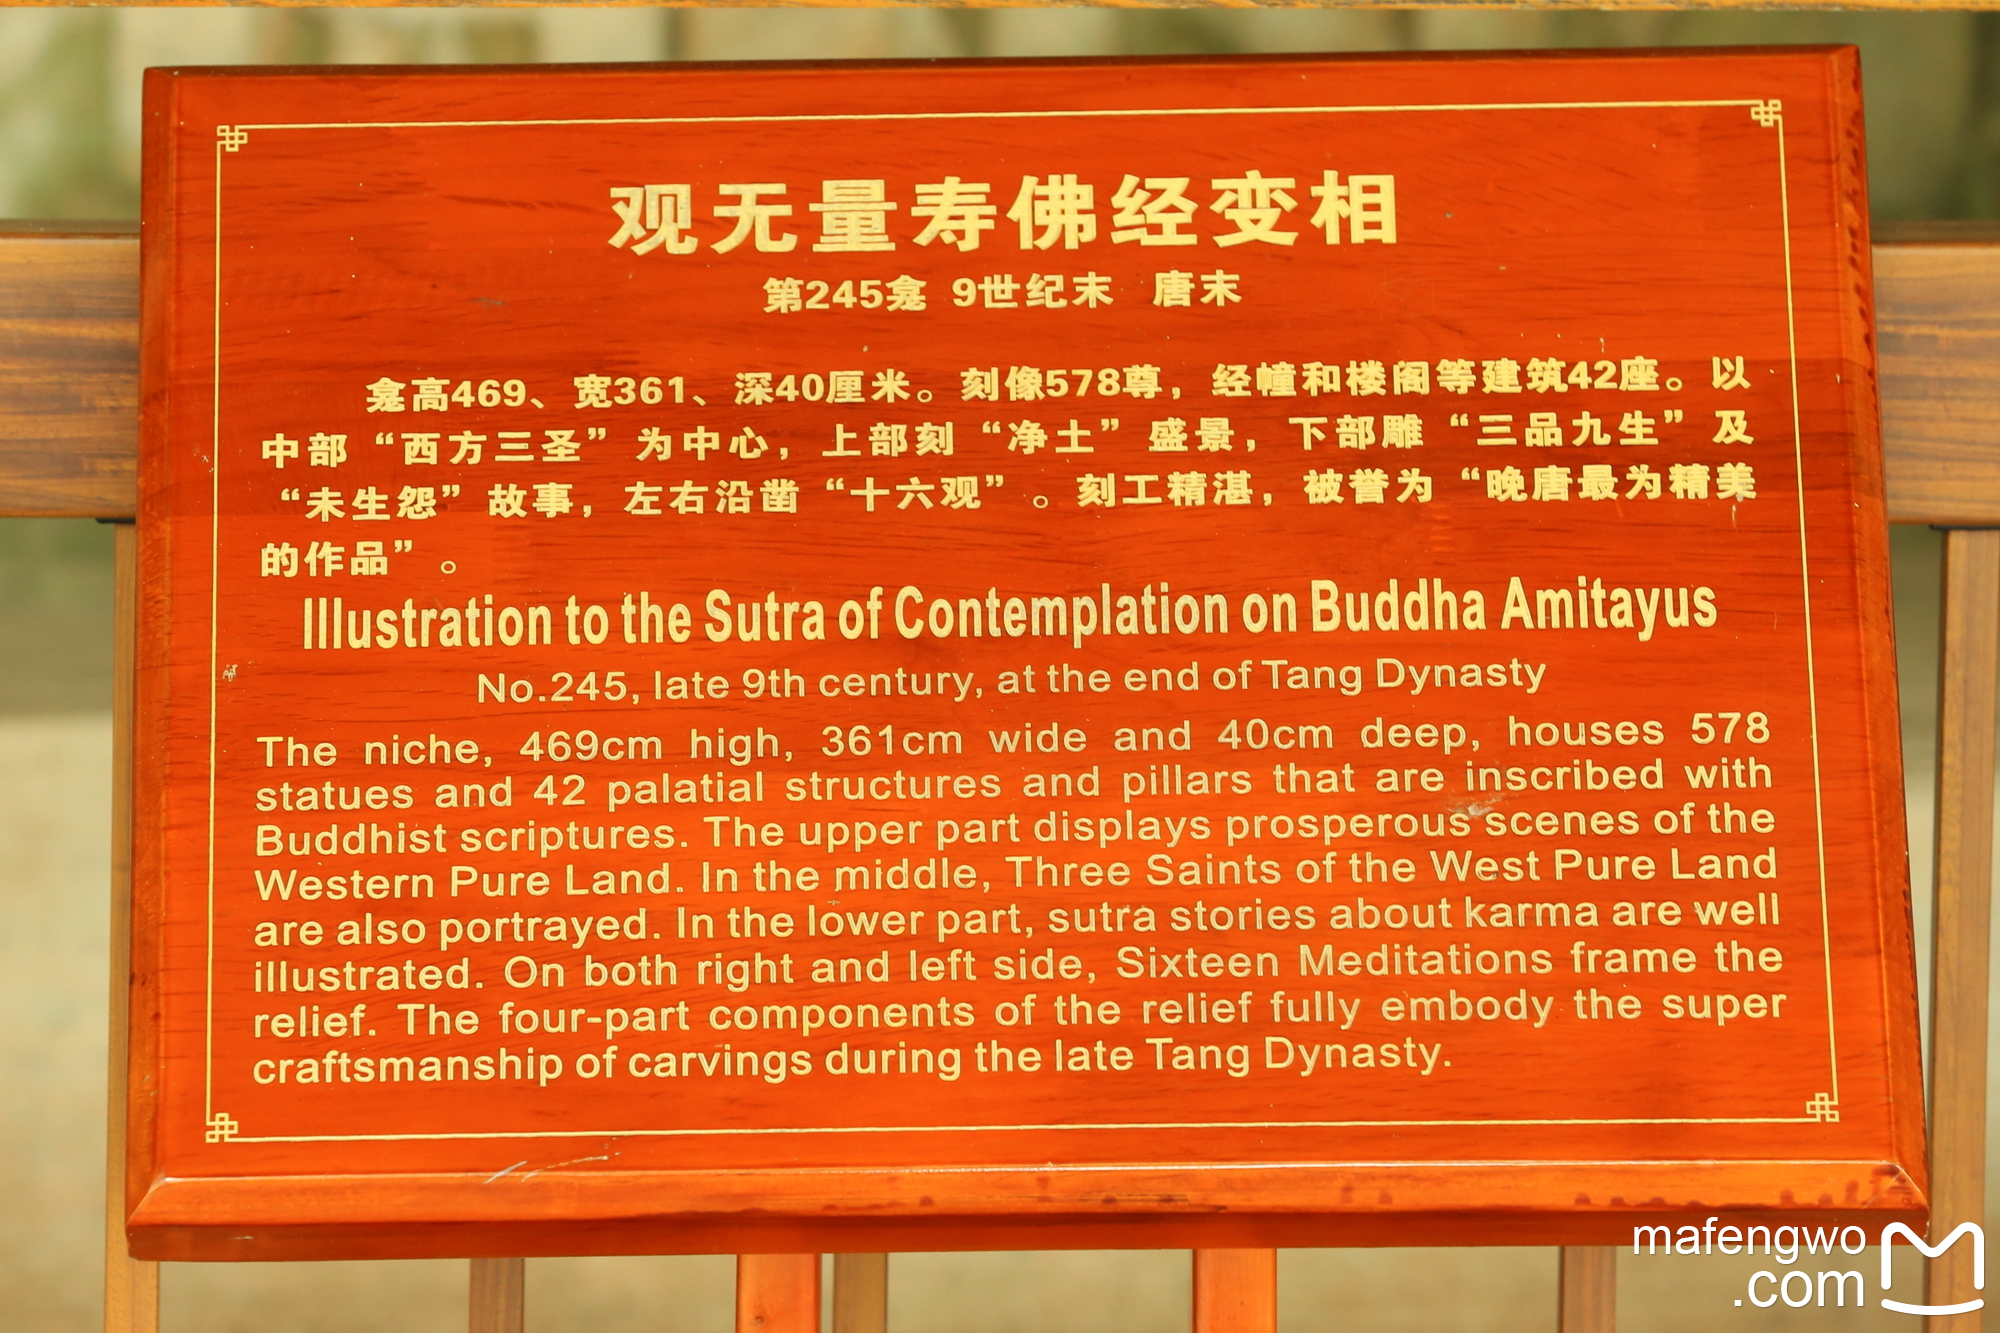 观无量寿佛经变相
第245龛 9世纪末 唐末
龛高469、宽361、深40厘米。刻像578尊，经幢和楼阁等建筑42座。以
中部“西方三圣”为中心，上部刻“净土”盛景，下部雕“三品九生”及
“未生怨”故事，左右沿凿“十六观”。刻工精湛，被誉为“晚唐最为精美
的作品”。
Illustration to the Sutra of Contemplation on Buddha Amitayus
No.245, late 9th century, at the end of Tang Dynasty
The niche, 469cm high, 361cm wide and 40cm deep, houses 578
statues and 42 palatial structures and pillars that are inscribed with
Buddhist scriptures. The upper part displays prosperous scenes of the
Western Pure Land. In the middle, Three Saints of the West Pure Land
are also portrayed. In the lower part, sutra stories about karma are well
illustrated. On both right and left side, Sixteen Meditations frame the
relief. The four-part components of the relief fully embody the super
craftsmanship of carvings during the late Tang Dynasty.
mafengwo
.com